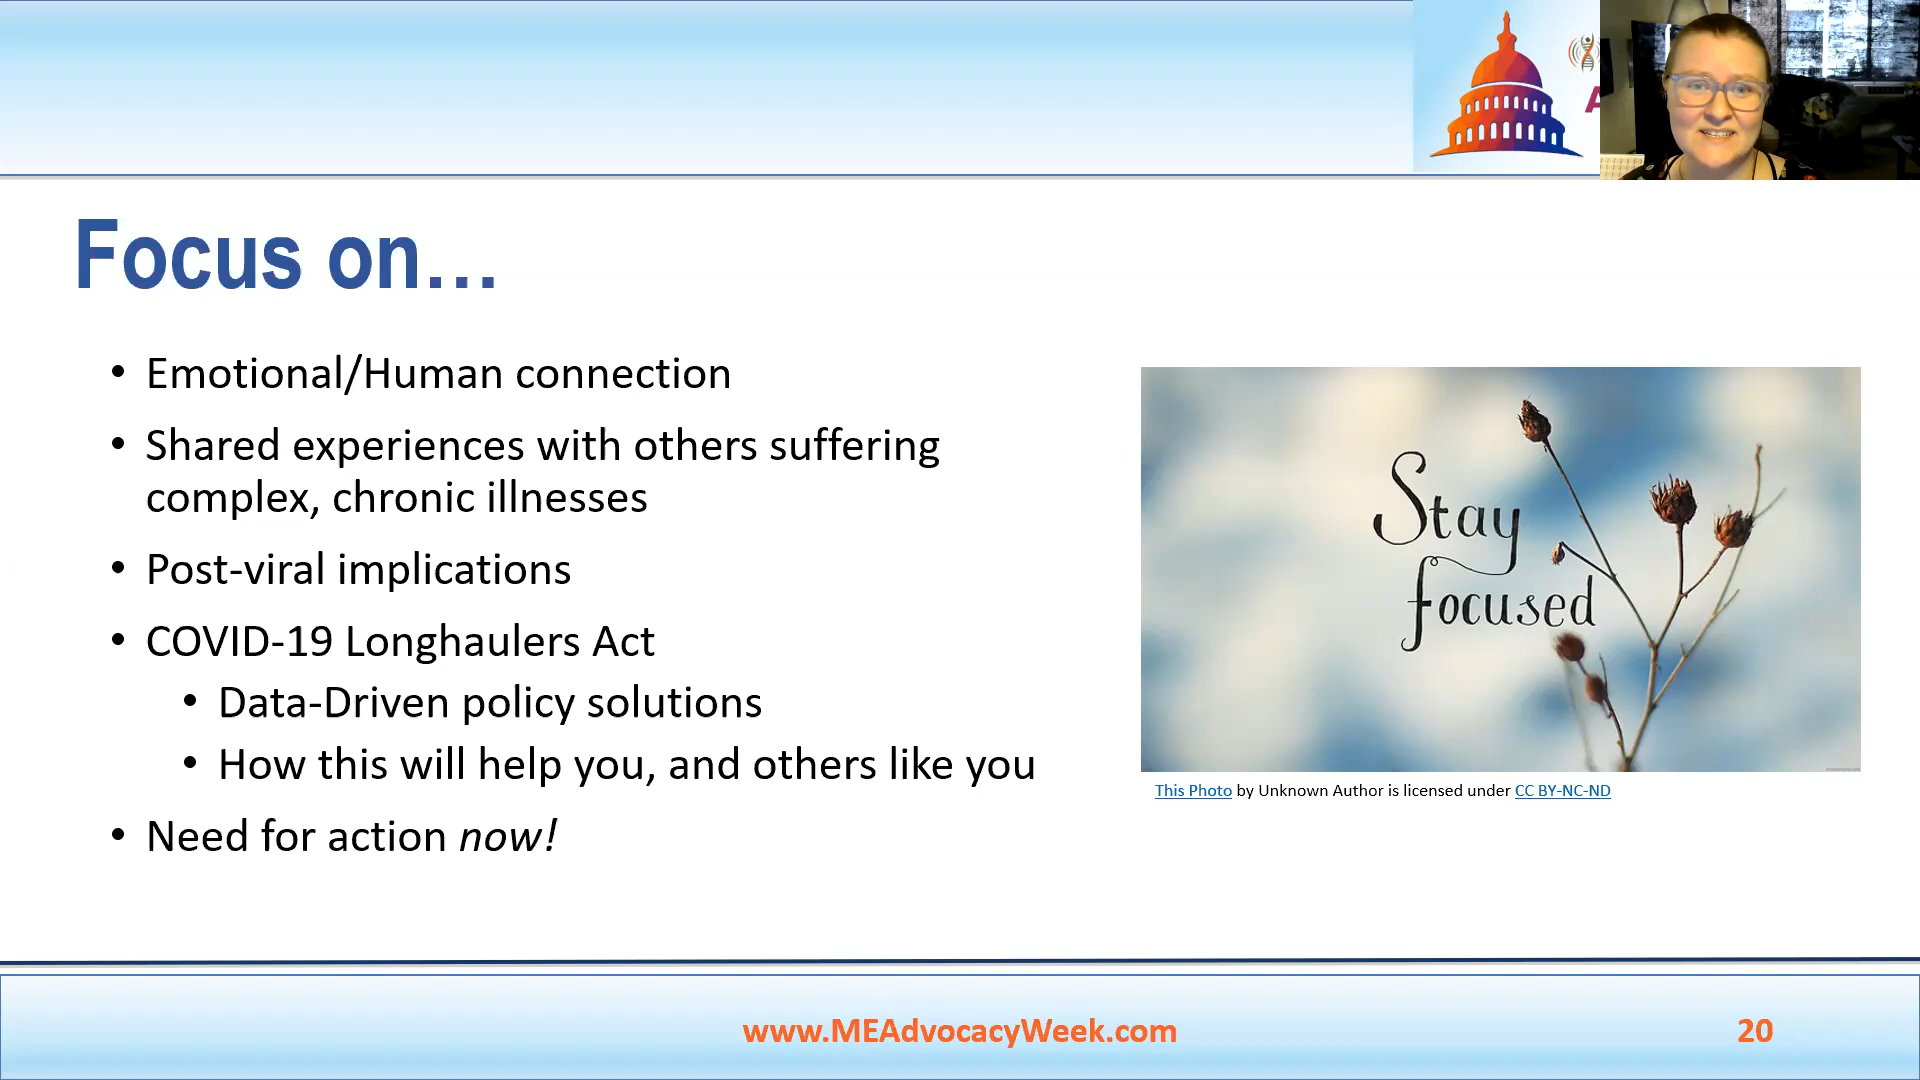 A
Focus on...
• Emotional/Human connection
• Shared experiences with others suffering
complex, chronic illnesses
• Post-viral implications
• COVID-19 Longhaulers Act
• Data-Driven policy solutions
• How this will help you, and others like you
• Need for action now!
Stay
focused
This Photo by Unknown Author is licensed under CC BY-NC-ND
www.MEAdvocacyWeek.com
20